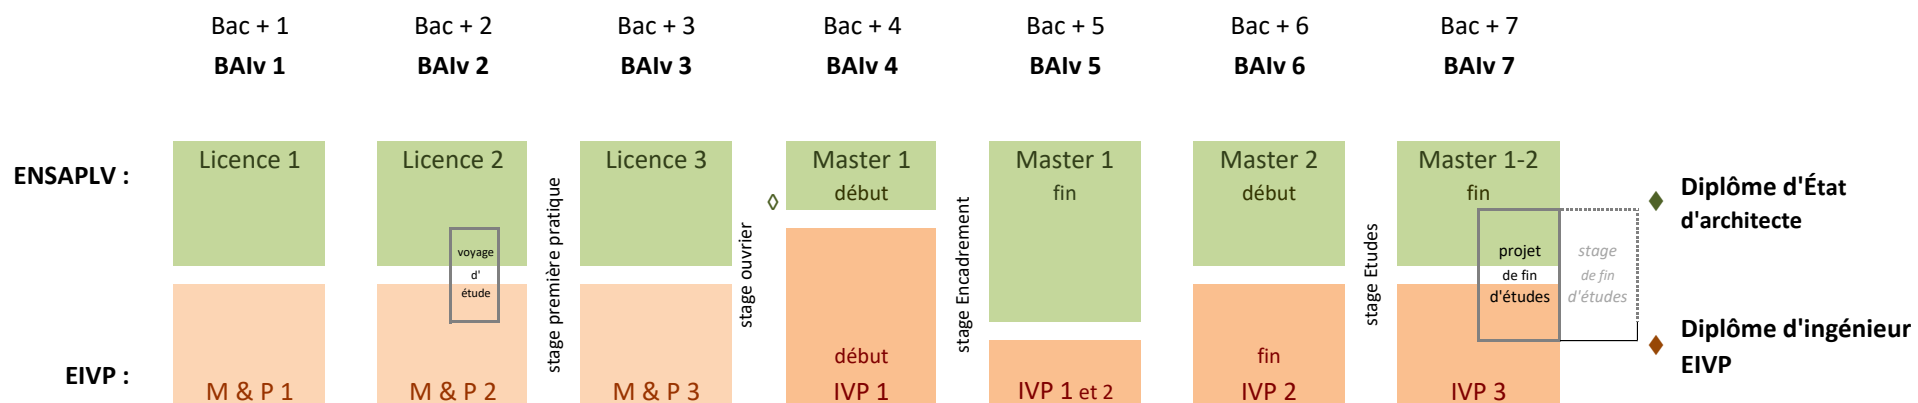 Bac + 1
Bac + 2
Bac + 3
Bac + 4
Bac + 5
Bac + 6
Bac + 7
BAIv 1
BAIv 2
BAIv 3
BAIv 4
BAIv 5
BAIv 6
BAIv 7
ENSAPLV :
Licence 1
Licence 2
Licence 3
Master 1
début
Master 1
fin
Master 2
début
Master 1-2
fin
voyage
d'
étude
stage première pratique
stage ouvrier
stage Encadrement
stage Etudes
projet
de fin
d'études
stage
de fin
d'études
Diplôme d'État
d'architecte
EIVP :
M & P 1
M & P 2
M & P 3
début
IVP 1
IVP 1 et 2
fin
IVP 2
IVP 3
Diplôme d'ingénieur
EIVP